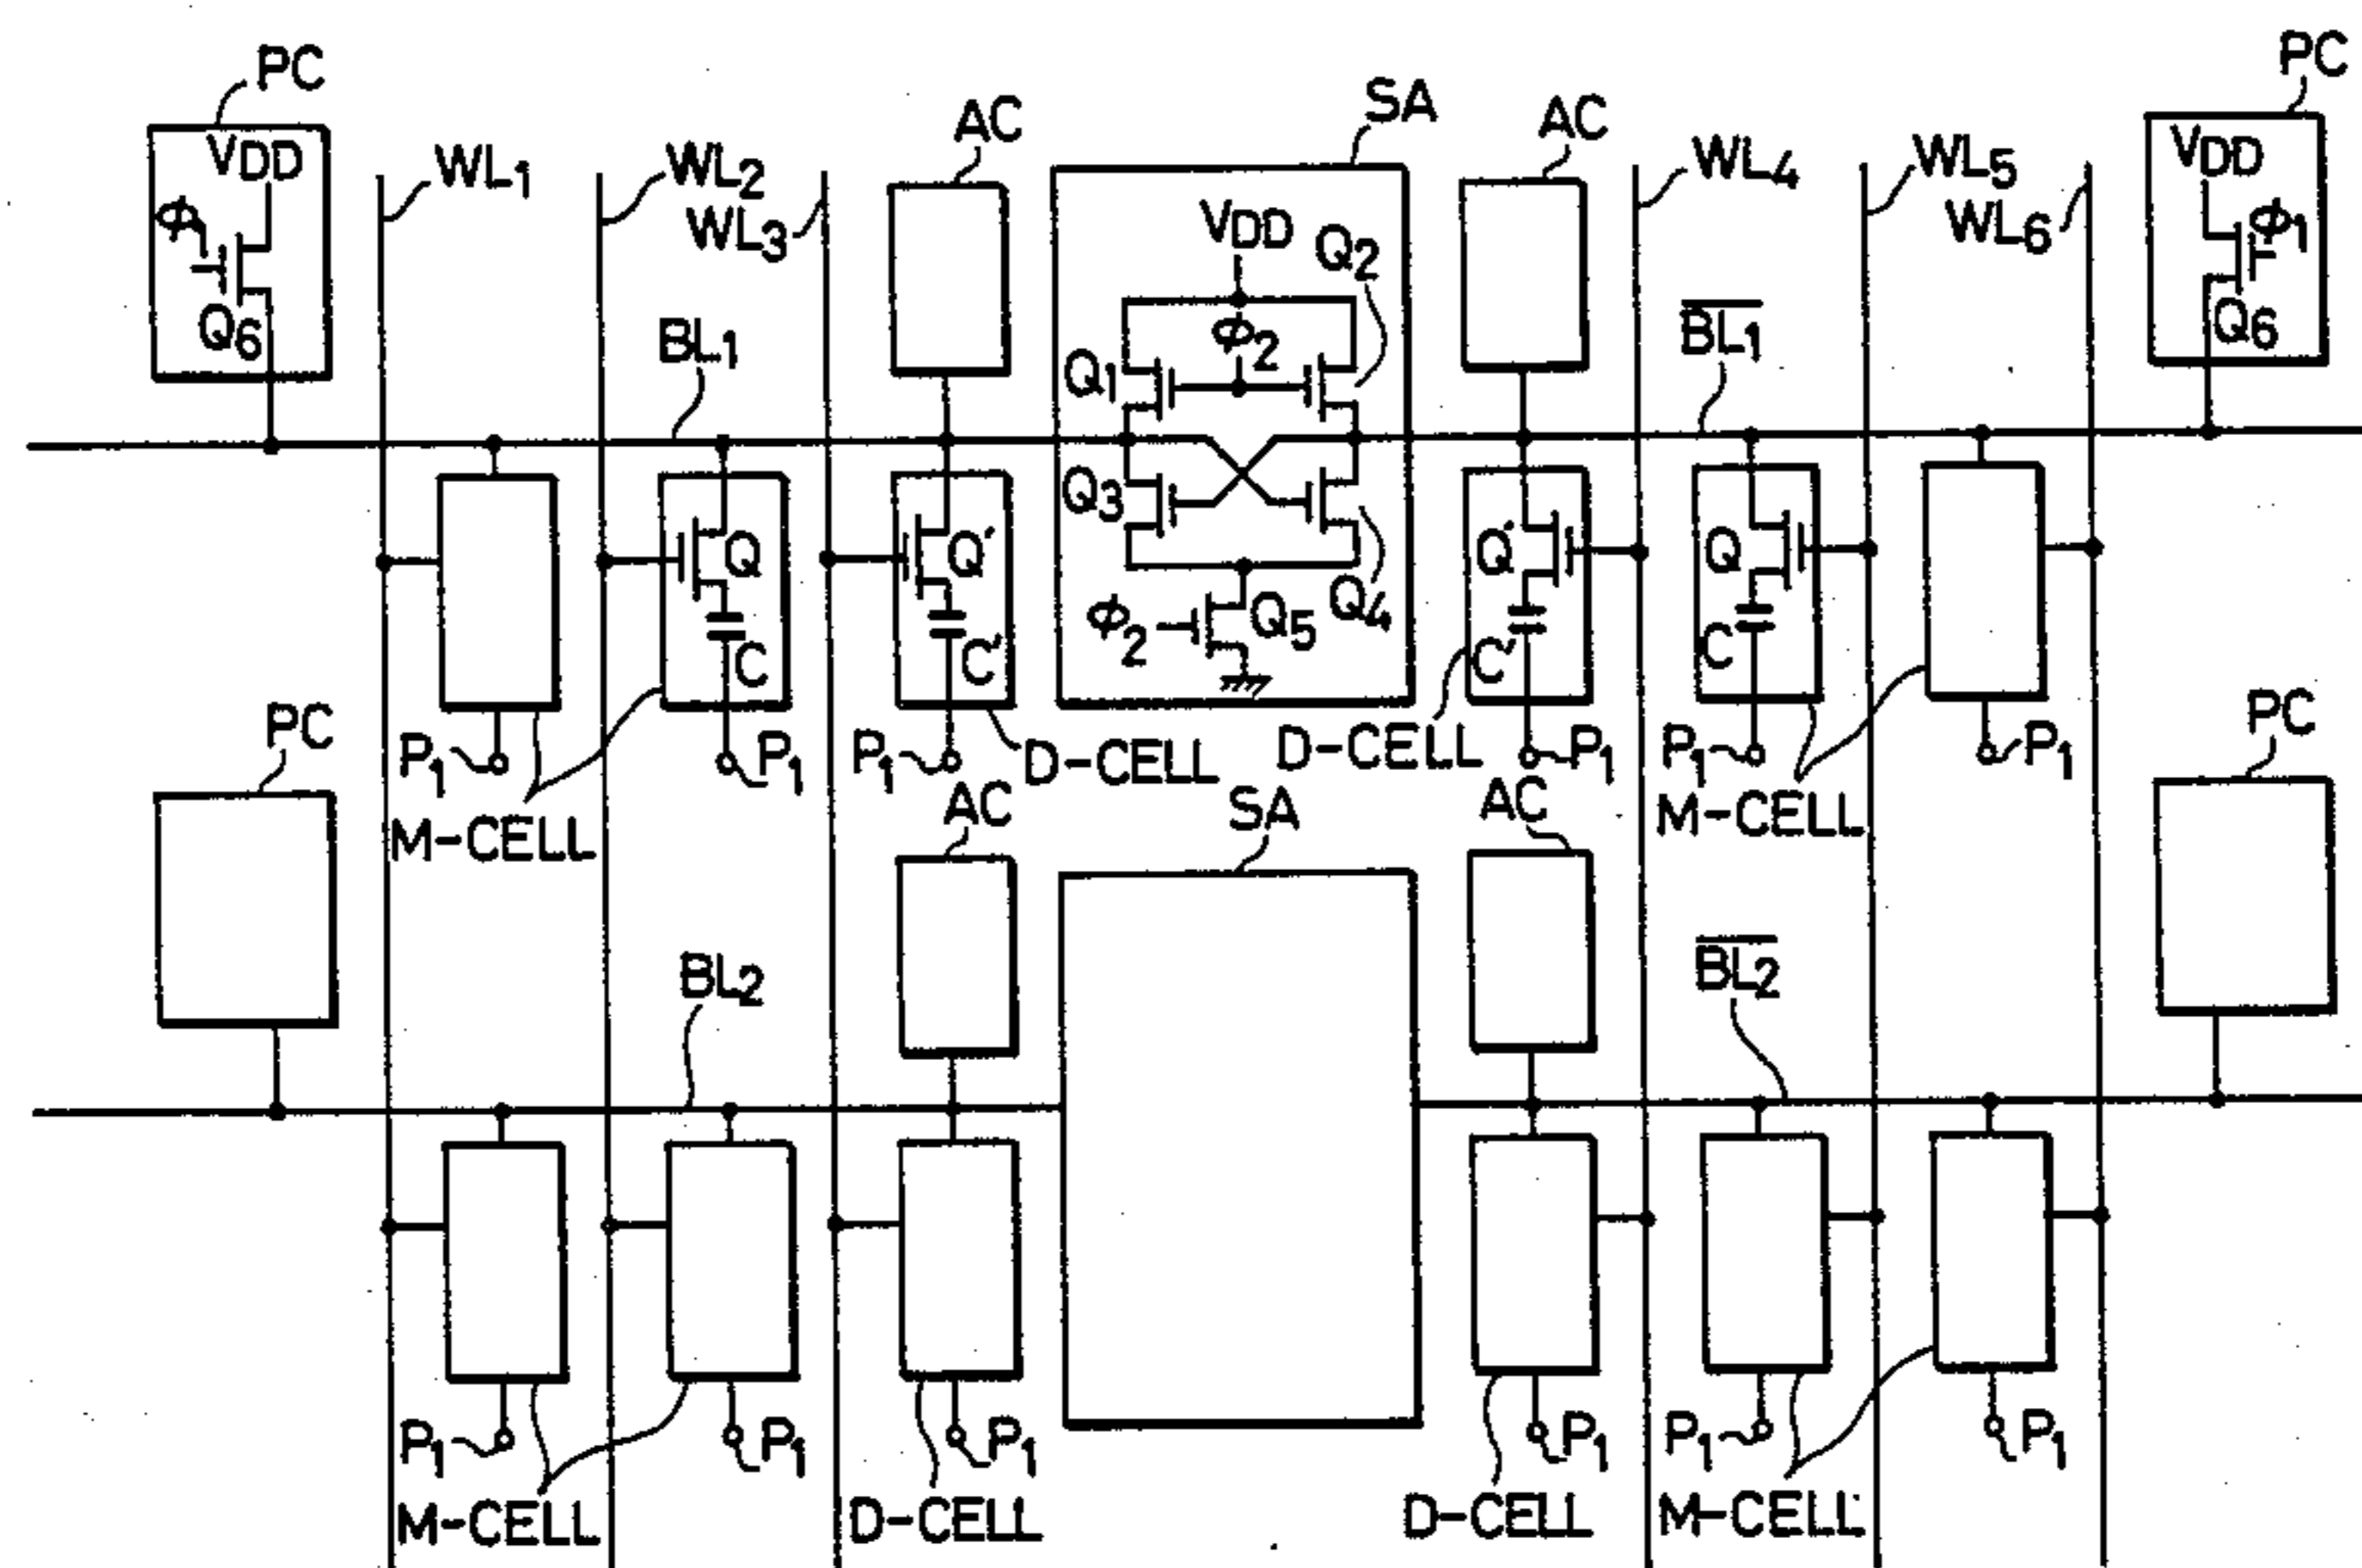 PC
PC
AC
SA
AC
VDD
WL1
WL2
WL3
WL4
WL5
WL6
VDD
ϕ1
Q6
VDD
Q2
ϕ2
Q1
ϕ1
Q6
BL1
B̅L̅1̅
Q3
Q4
Q
C
Q'
C'
ϕ2
Q5
Q'
C'
Q
C
P1
P1
P1
D-CELL
D-CELL
P1
P1
P1
M-CELL
M-CELL
PC
AC
SA
AC
PC
BL2
B̅L̅2̅
P1
P1
P1
P1
P1
P1
M-CELL
D-CELL
D-CELL
M-CELL